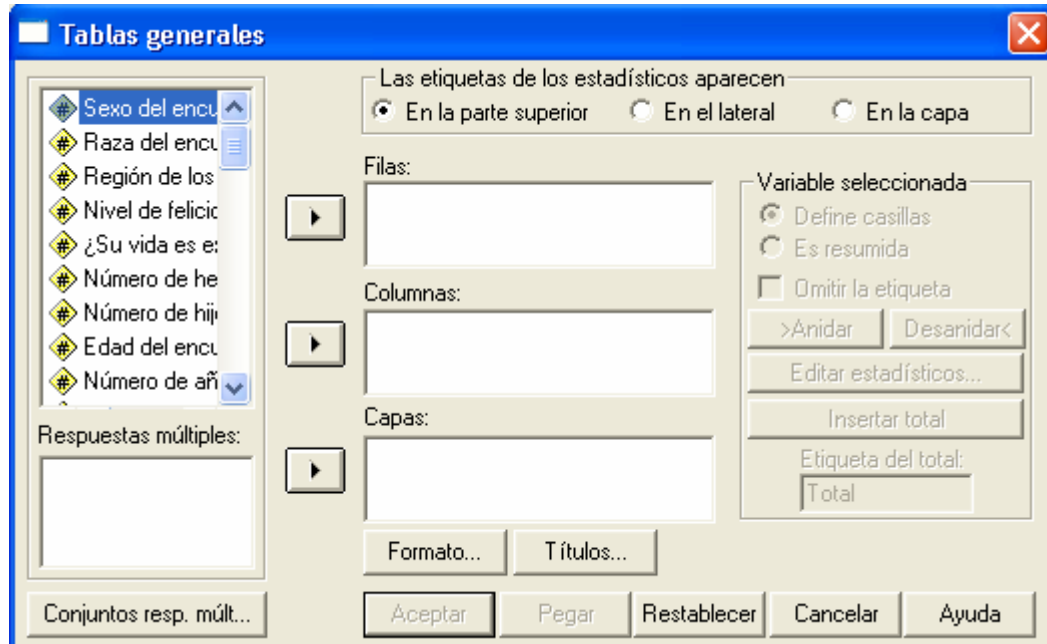 Tablas generales
Las etiquetas de los estadísticos aparecen
En la parte superior
En el lateral
En la capa
# Sexo del encu
# Raza del encu
# Región de los
# Nivel de felicid
# ¿Su vida es e
# Número de he
# Número de hij
# Edad del encu
# Número de añ
Respuestas múltiples:
Conjuntos resp. múlt...
Filas:
Columnas:
Capas:
Variable seleccionada
Define casillas
Es resumida
Omitir la etiqueta
>Anidar
Desanidar<
Editar estadísticos...
Insertar total
Etiqueta del total:
Total
Formato...
Títulos...
Aceptar
Pegar
Restablecer
Cancelar
Ayuda